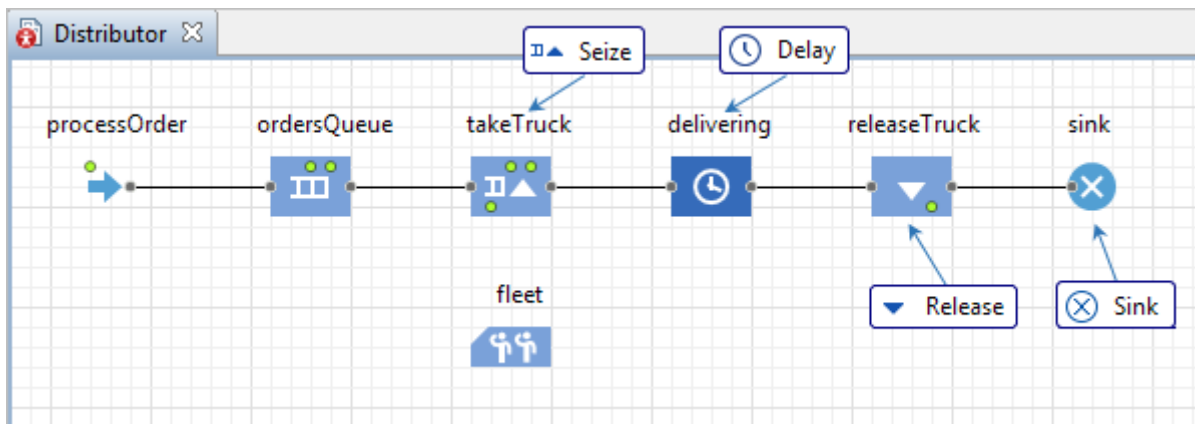 Distributor
Seize
Delay
processOrder
ordersQueue
takeTruck
delivering
releaseTruck
sink
fleet
Release
Sink